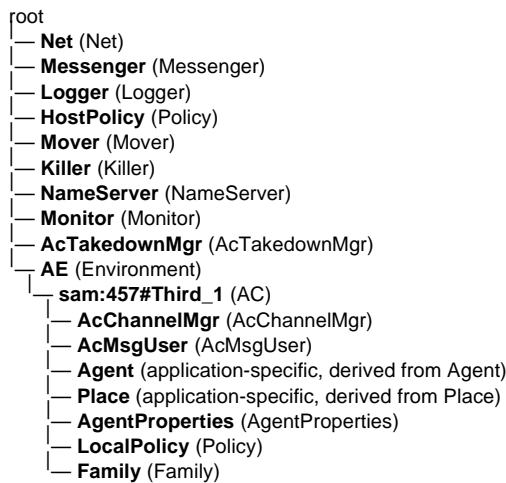 root
Net (Net)
Messenger (Messenger)
Logger (Logger)
HostPolicy (Policy)
Mover (Mover)
Killer (Killer)
NameServer (NameServer)
Monitor (Monitor)
AcTakedownMgr (AcTakedownMgr)
AE (Environment)
sam:457#Third_1 (AC)
AcChannelMgr (AcChannelMgr)
AcMsgUser (AcMsgUser)
Agent (application-specific, derived from Agent)
Place (application-specific, derived from Place)
AgentProperties (AgentProperties)
LocalPolicy (Policy)
Family (Family)